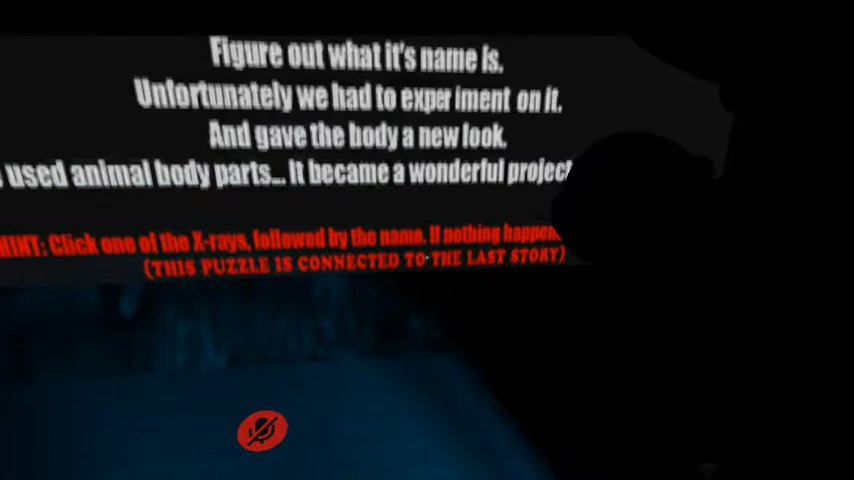 Figure out what it's name is.
Unfortunately we had to experiment on it.
And gave the body a new look.
used animal body parts... It became a wonderful project
HINT: Click one of the X-rays, followed by the name. If nothing happen
(THIS PUZZLE IS CONNECTED TO THE LAST STORY)